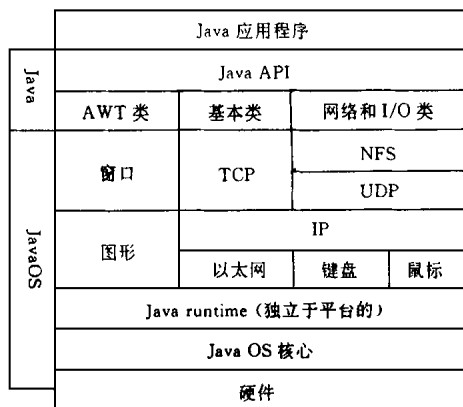 Java 应用程序
Java
Java API
AWT 类
基本类
网络和 I/O 类
JavaOS
窗口
TCP
NFS
UDP
图形
IP
以太网
键盘
鼠标
Java runtime（独立于平台的）
Java OS 核心
硬件